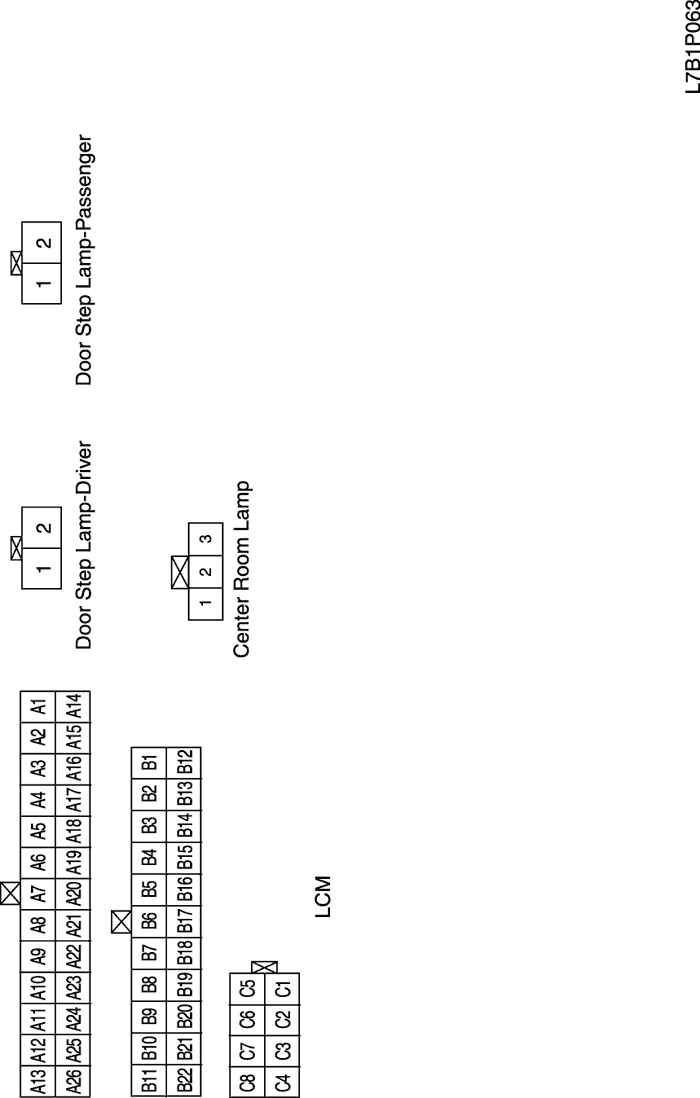 A13 A12 A11 A10 A9 A8 A7 A6 A5 A4 A3 A2 A1
A26 A25 A24 A23 A22 A21 A20 A19 A18 A17 A16 A15 A14
1 2
Door Step Lamp-Driver
1 2
Door Step Lamp-Passenger
B11 B10 B9 B8 B7 B6 B5 B4 B3 B2 B1
B22 B21 B20 B19 B18 B17 B16 B15 B14 B13 B12
1 2 3
Center Room Lamp
C8 C7 C6 C5
C4 C3 C2 C1
LCM
L7B1P063